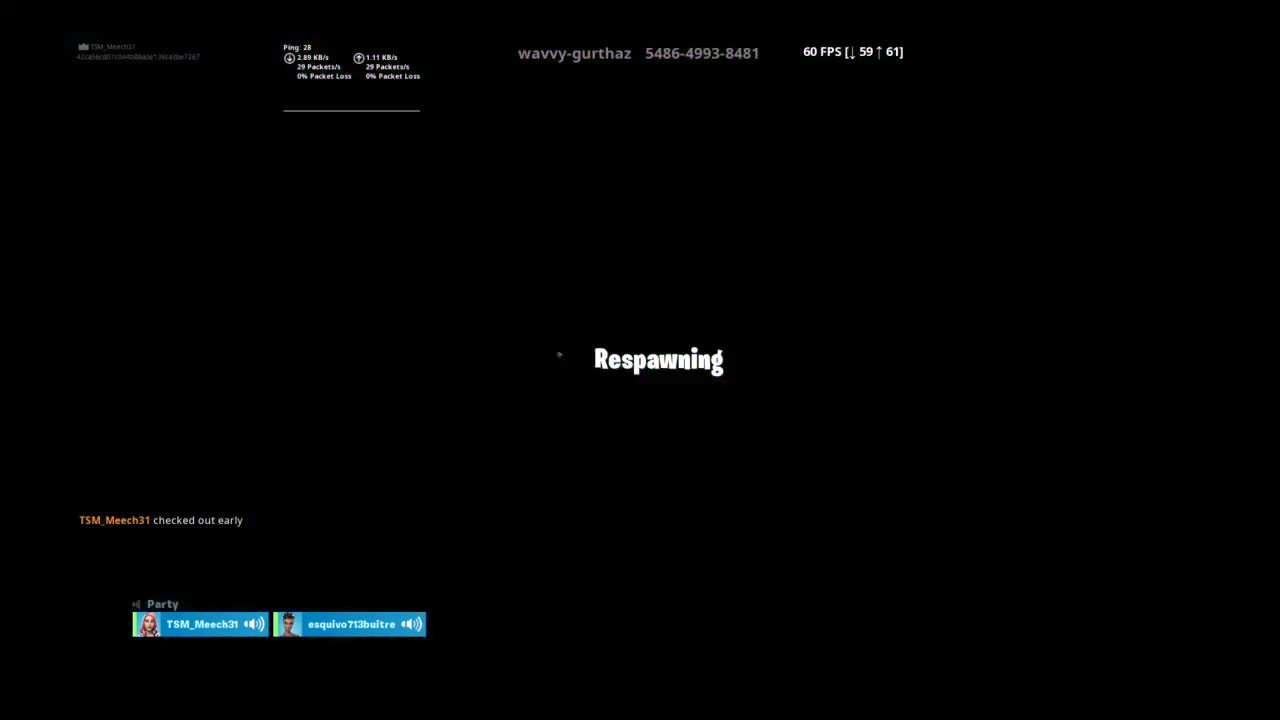 TSM_Meech31
Ping: 28
2.89 KB/s 1.11 KB/s
29 Packets/s 29 Packets/s
0% Packet Loss 0% Packet Loss
wavvy-gurthaz 5486-4993-8481
60 FPS [↓ 59 ↑ 61]
Respawning
TSM_Meech31 checked out early
Party
TSM_Meech31 esquivo713buitre